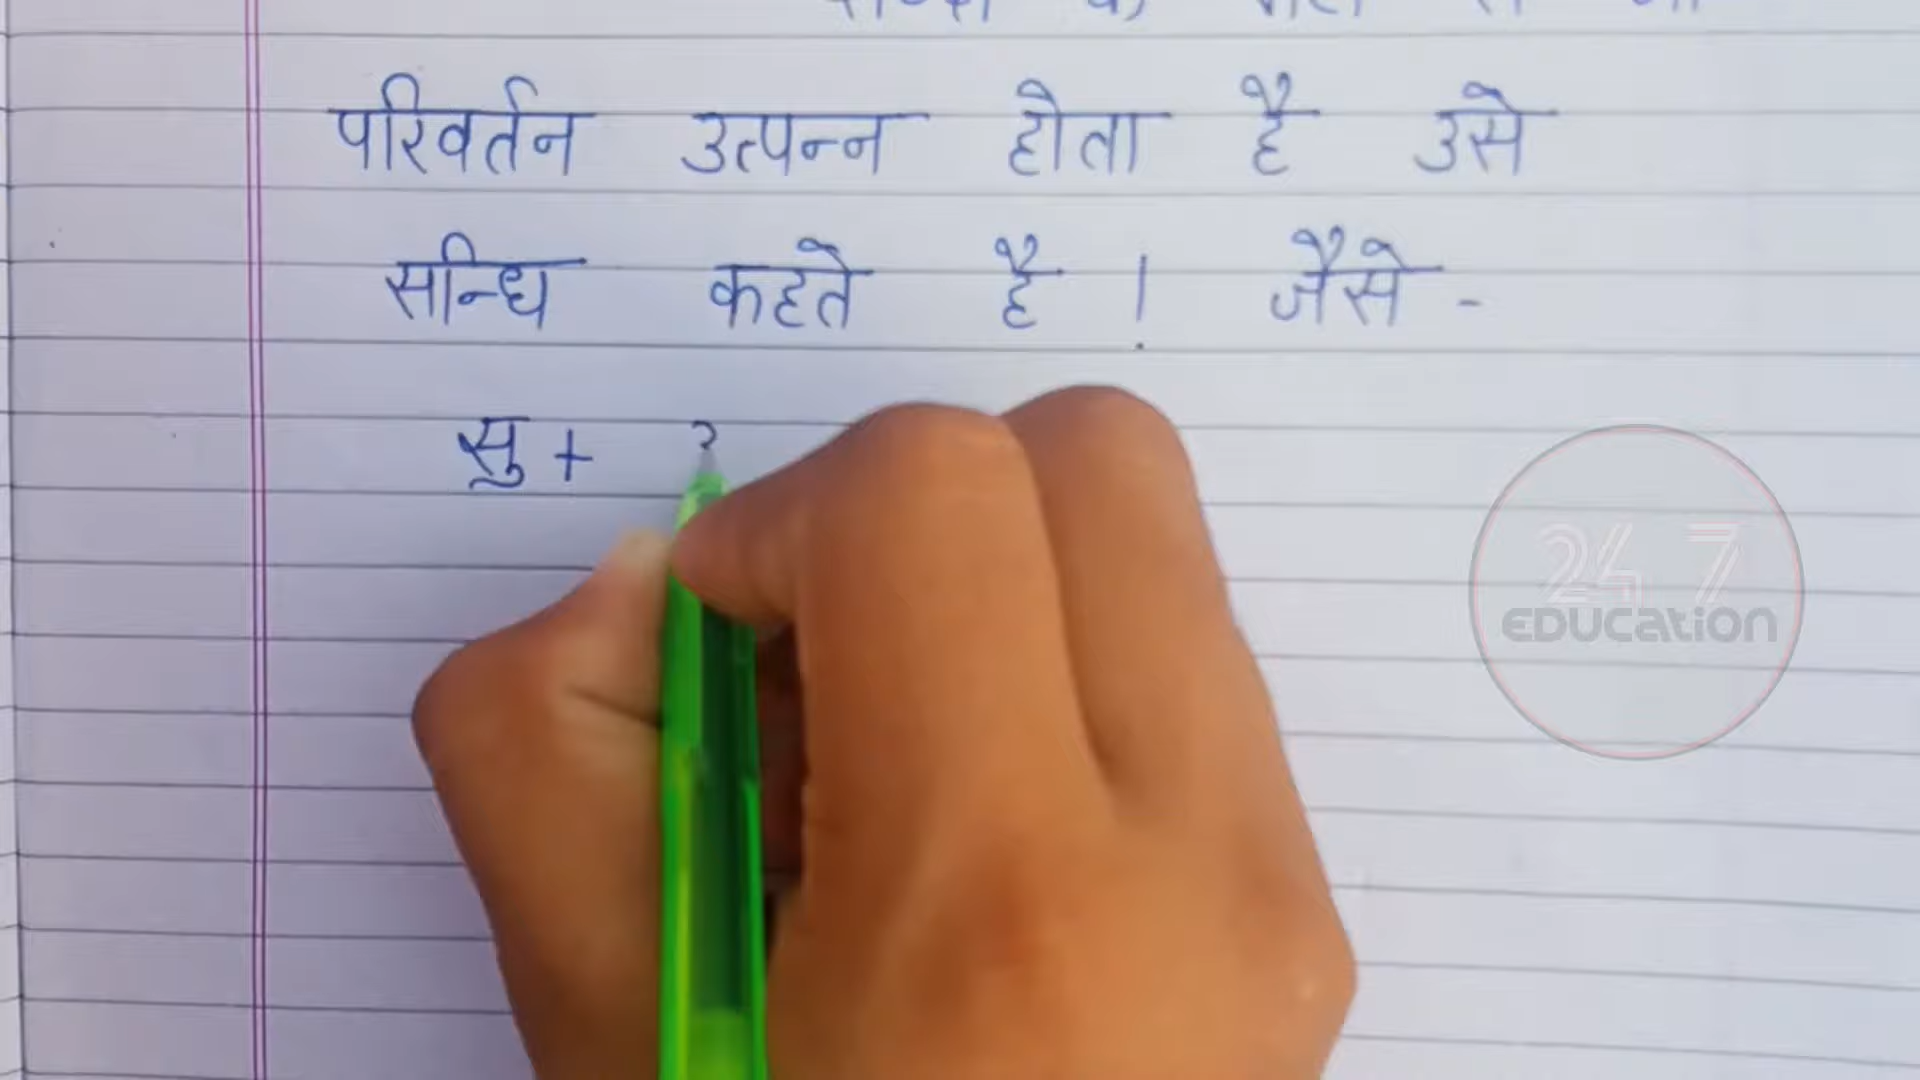 परिवर्तन उत्पन्न होता है उसे
सन्धि कहते है । जैसे -
सु +
24 7
EDUCATION